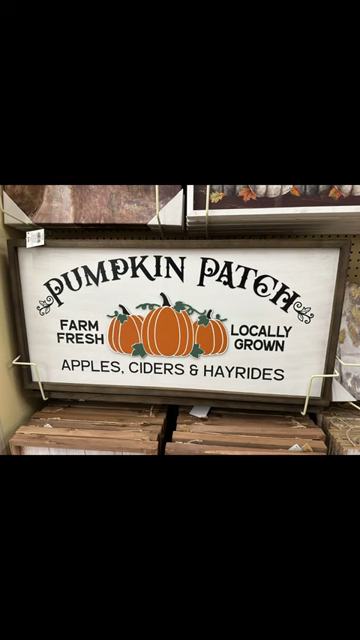 PUMPKIN PATCH
FARM FRESH
LOCALLY GROWN
APPLES, CIDERS & HAYRIDES